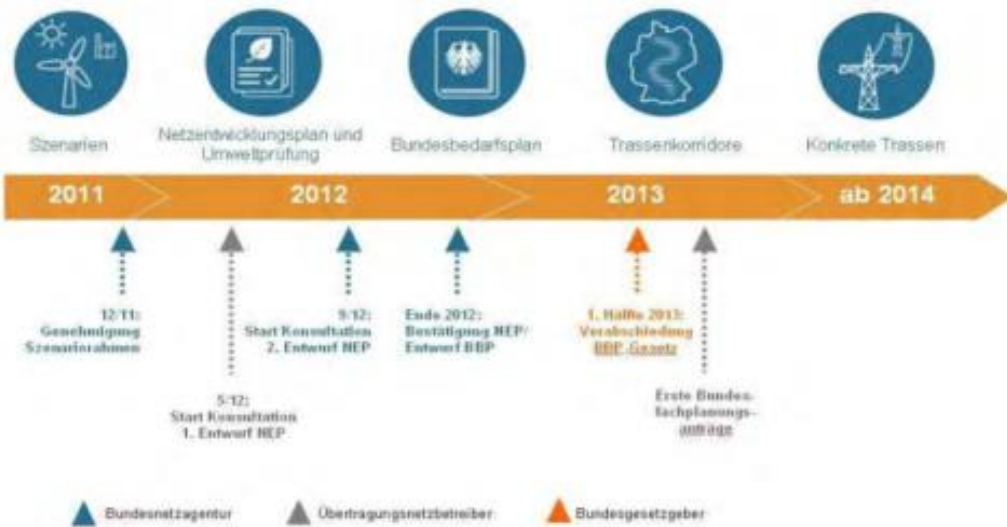 Szenarien
Netzentwicklungsplan und
Umweltprüfung
Bundesbedarfsplan
Trassenkorridore
Konkrete Trassen
2011
2012
2013
ab 2014
12/11:
Genehmigung
Szenariorahmen
5/12:
Start Konsultation
1. Entwurf NEP
9/12:
Start Konsultation
2. Entwurf NEP
Ende 2012:
Bestätigung NEP/
Entwurf BBP
1. Hälfte 2013:
Verabschiedung
BBP-Gesetz
Erste Bundes-
fachplanungs-
anträge
Bundesnetzagentur
Übertragungsnetzbetreiber
Bundesgesetzgeber